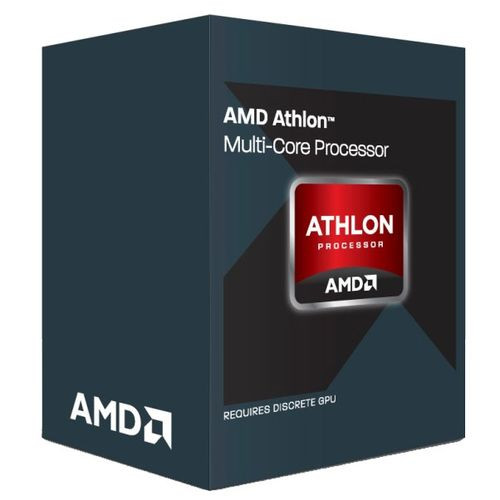 AMD Athlon™
Multi-Core Processor
ATHLON
PROCESSOR
AMD
AMD
REQUIRES DISCRETE GPU